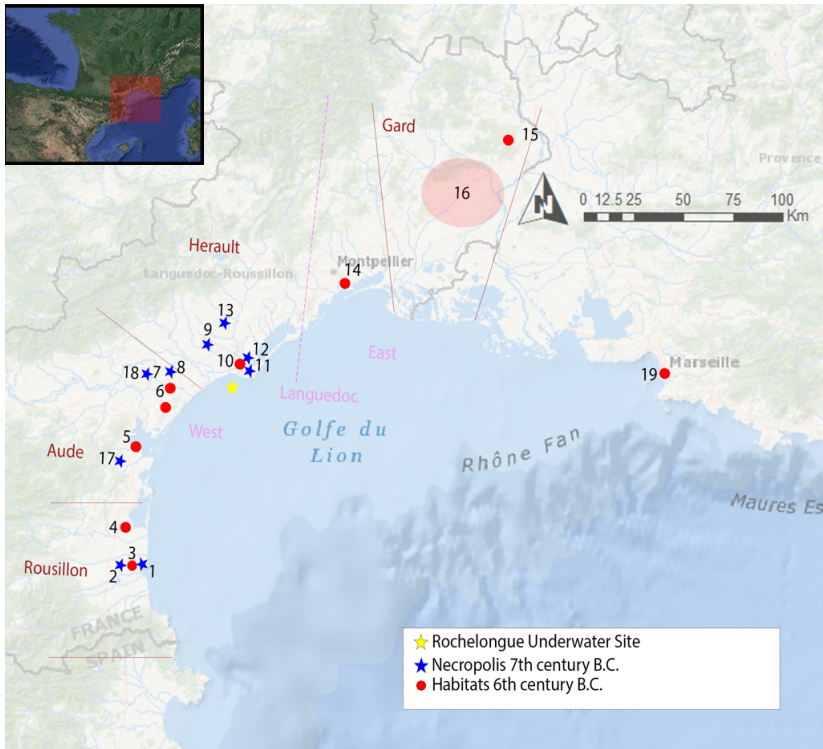 Gard
15
Provence
16
N
0 12.5 25 50 75 100
Km
Herault
Montpellier
Languedoc-Roussillon
14
13
9
12
10
11
East
18 7 8
6
Marseille
19
Languedoc
West
Golfe du
Lion
5
Aude
17
Rhône Fan
Maures Es
4
3
Rousillon
2
1
FRANCE
SPAIN
Rochelongue Underwater Site
Necropolis 7th century B.C.
Habitats 6th century B.C.